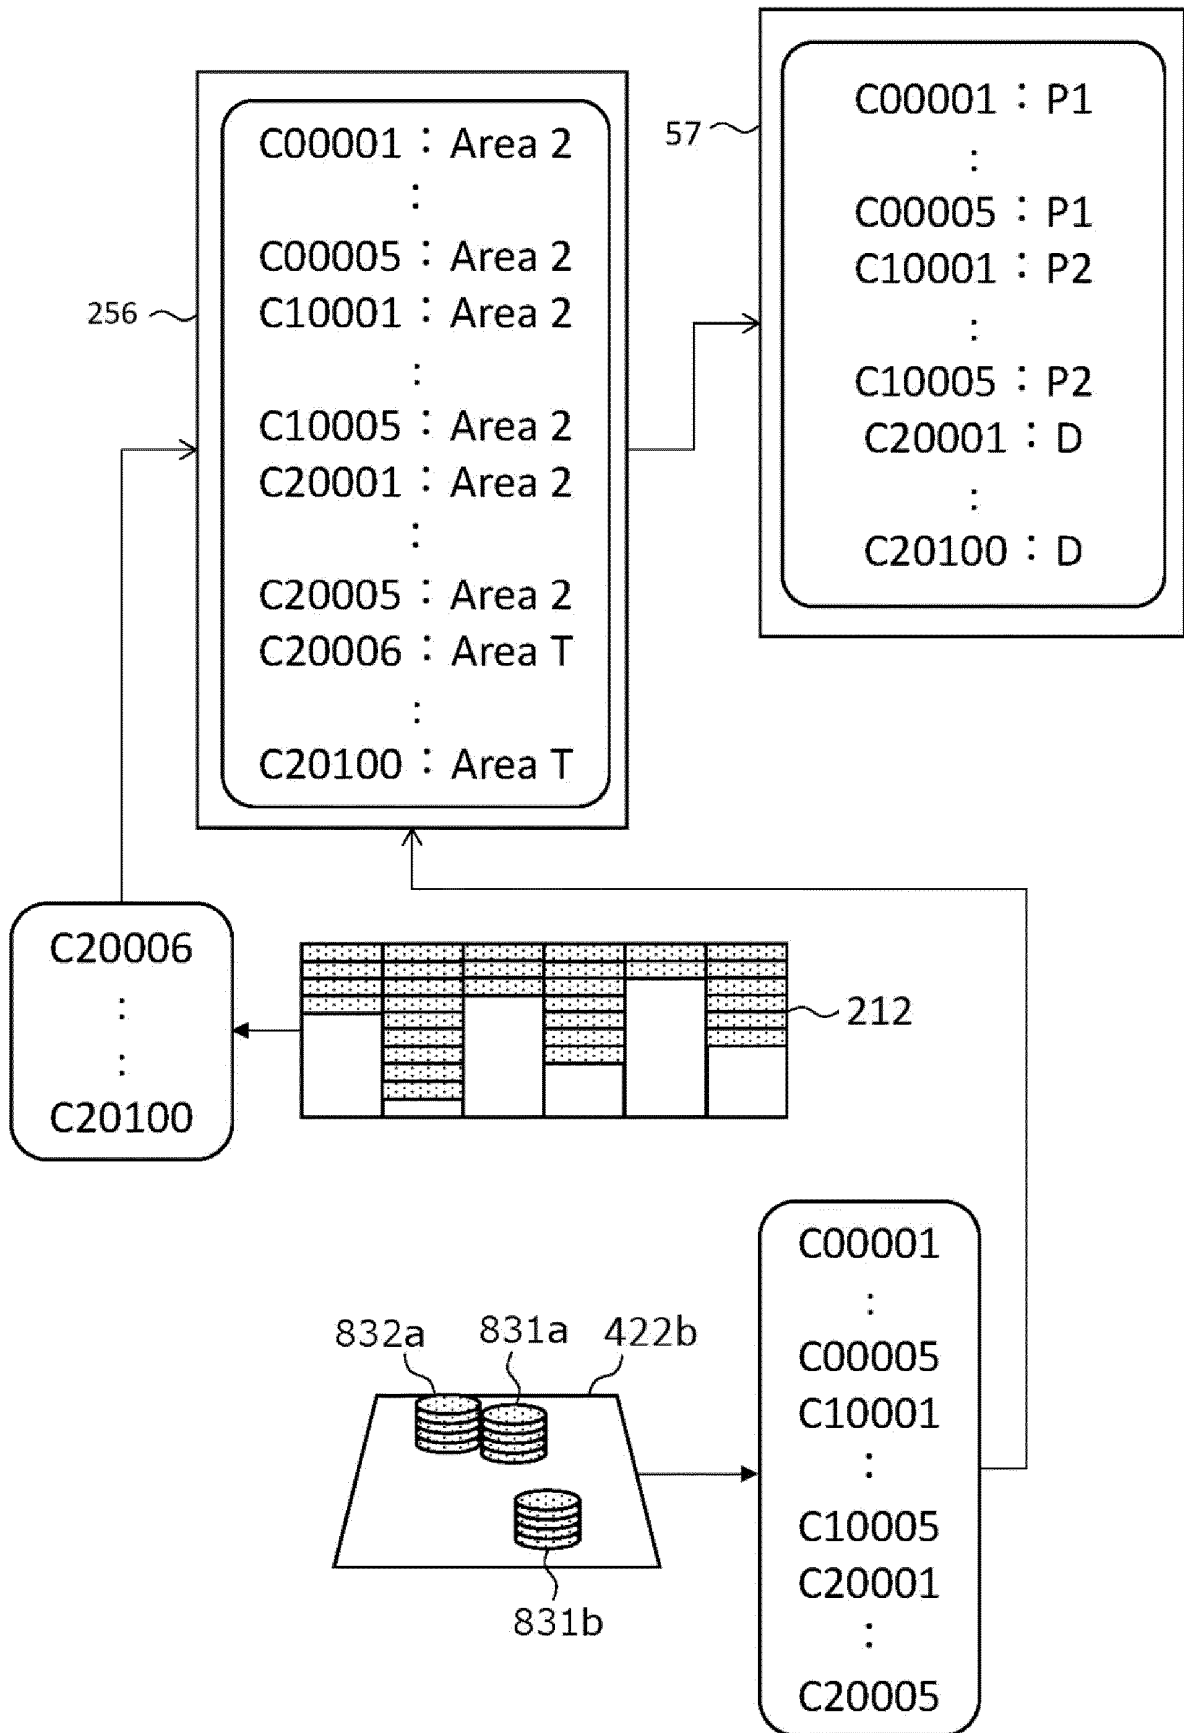 C00001 : P1
:
C00005 : P1
C10001 : P2
:
C10005 : P2
C20001 : D
:
C20100 : D
57
C00001 : Area 2
:
C00005 : Area 2
C10001 : Area 2
:
C10005 : Area 2
C20001 : Area 2
:
C20005 : Area 2
C20006 : Area T
:
C20100 : Area T
256
C20006
:
:
C20100
212
832a
831a
422b
831b
C00001
:
C00005
C10001
:
C10005
C20001
:
C20005